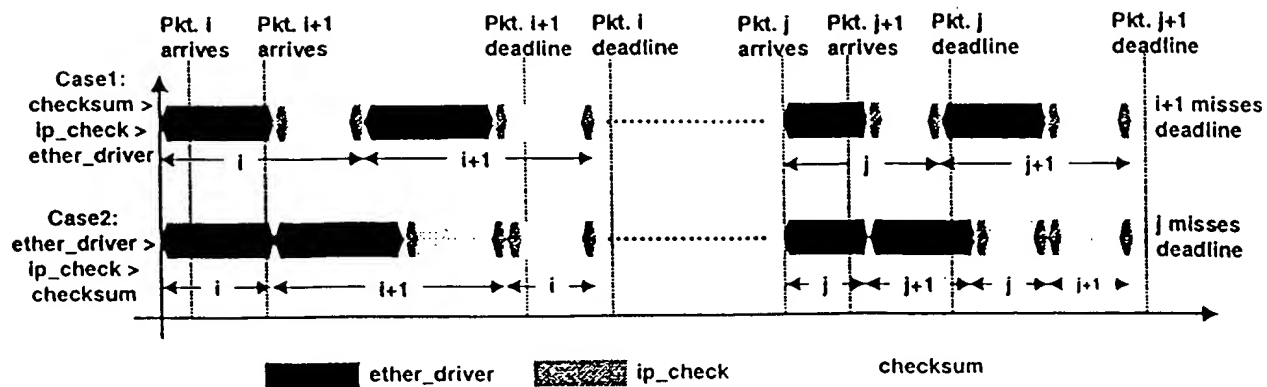 Pkt. i
arrives
Pkt. i+1
arrives
Pkt. i+1
deadline
Pkt. i
deadline
Pkt. j
arrives
Pkt. j+1
arrives
Pkt. j
deadline
Pkt. j+1
deadline
Case1:
checksum >
ip_check >
ether_driver
i
i+1
j
j+1
i+1 misses
deadline
Case2:
ether_driver >
ip_check >
checksum
i
i+1
i
j
j+1
j
j+1
j misses
deadline
ether_driver
ip_check
checksum